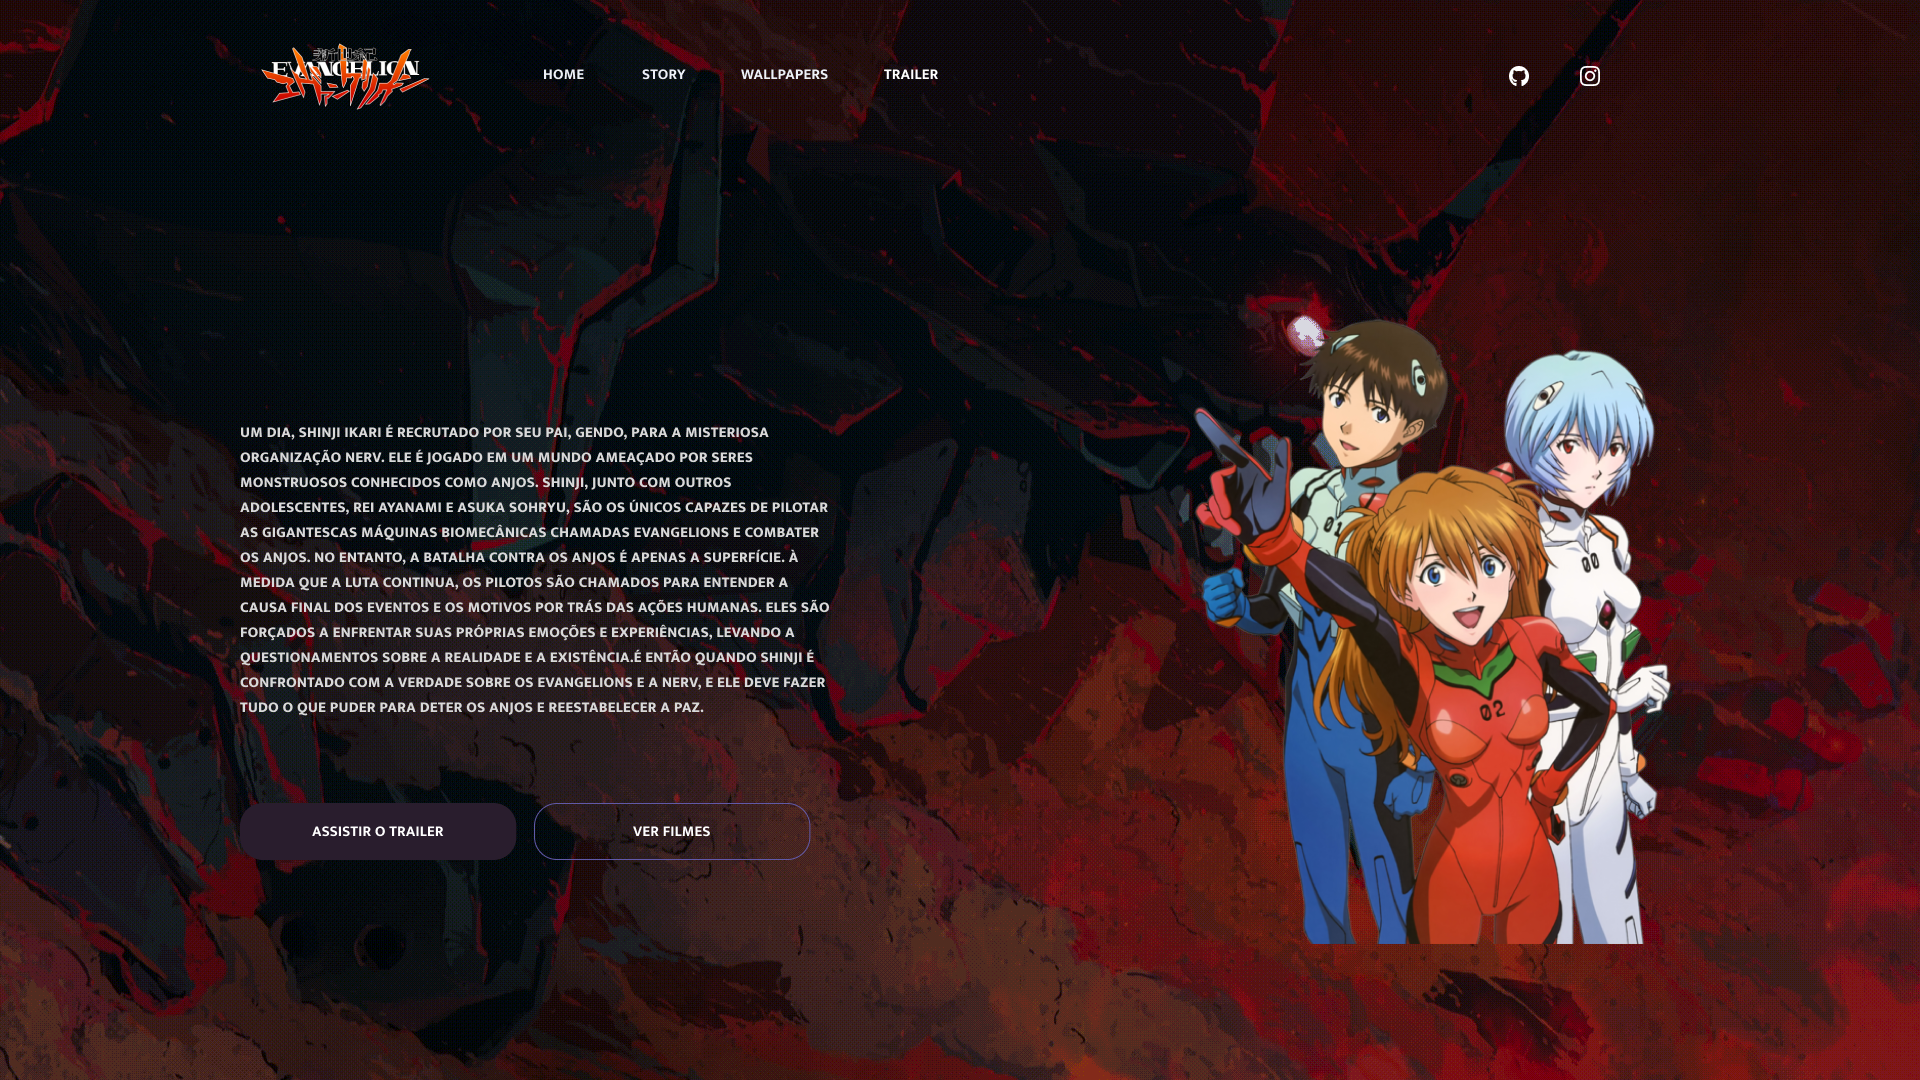 新世紀
EVANGELION
エヴァンゲリオン
HOME
STORY
WALLPAPERS
TRAILER
UM DIA, SHINJI IKARI É RECRUTADO POR SEU PAI, GENDO, PARA A MISTERIOSA
ORGANIZAÇÃO NERV. ELE É JOGADO EM UM MUNDO AMEAÇADO POR SERES
MONSTRUOSOS CONHECIDOS COMO ANJOS. SHINJI, JUNTO COM OUTROS
ADOLESCENTES, REI AYANAMI E ASUKA SOHRYU, SÃO OS ÚNICOS CAPAZES DE PILOTAR
AS GIGANTESCAS MÁQUINAS BIOMECÂNICAS CHAMADAS EVANGELIONS E COMBATER
OS ANJOS. NO ENTANTO, A BATALHA CONTRA OS ANJOS É APENAS A SUPERFÍCIE. À
MEDIDA QUE A LUTA CONTINUA, OS PILOTOS SÃO CHAMADOS PARA ENTENDER A
CAUSA FINAL DOS EVENTOS E OS MOTIVOS POR TRÁS DAS AÇÕES HUMANAS. ELES SÃO
FORÇADOS A ENFRENTAR SUAS PRÓPRIAS EMOÇÕES E EXPERIÊNCIAS, LEVANDO A
QUESTIONAMENTOS SOBRE A REALIDADE E A EXISTÊNCIA.É ENTÃO QUANDO SHINJI É
CONFRONTADO COM A VERDADE SOBRE OS EVANGELIONS E A NERV, E ELE DEVE FAZER
TUDO O QUE PUDER PARA DETER OS ANJOS E REESTABELECER A PAZ.
ASSISTIR O TRAILER
VER FILMES
01
00
02